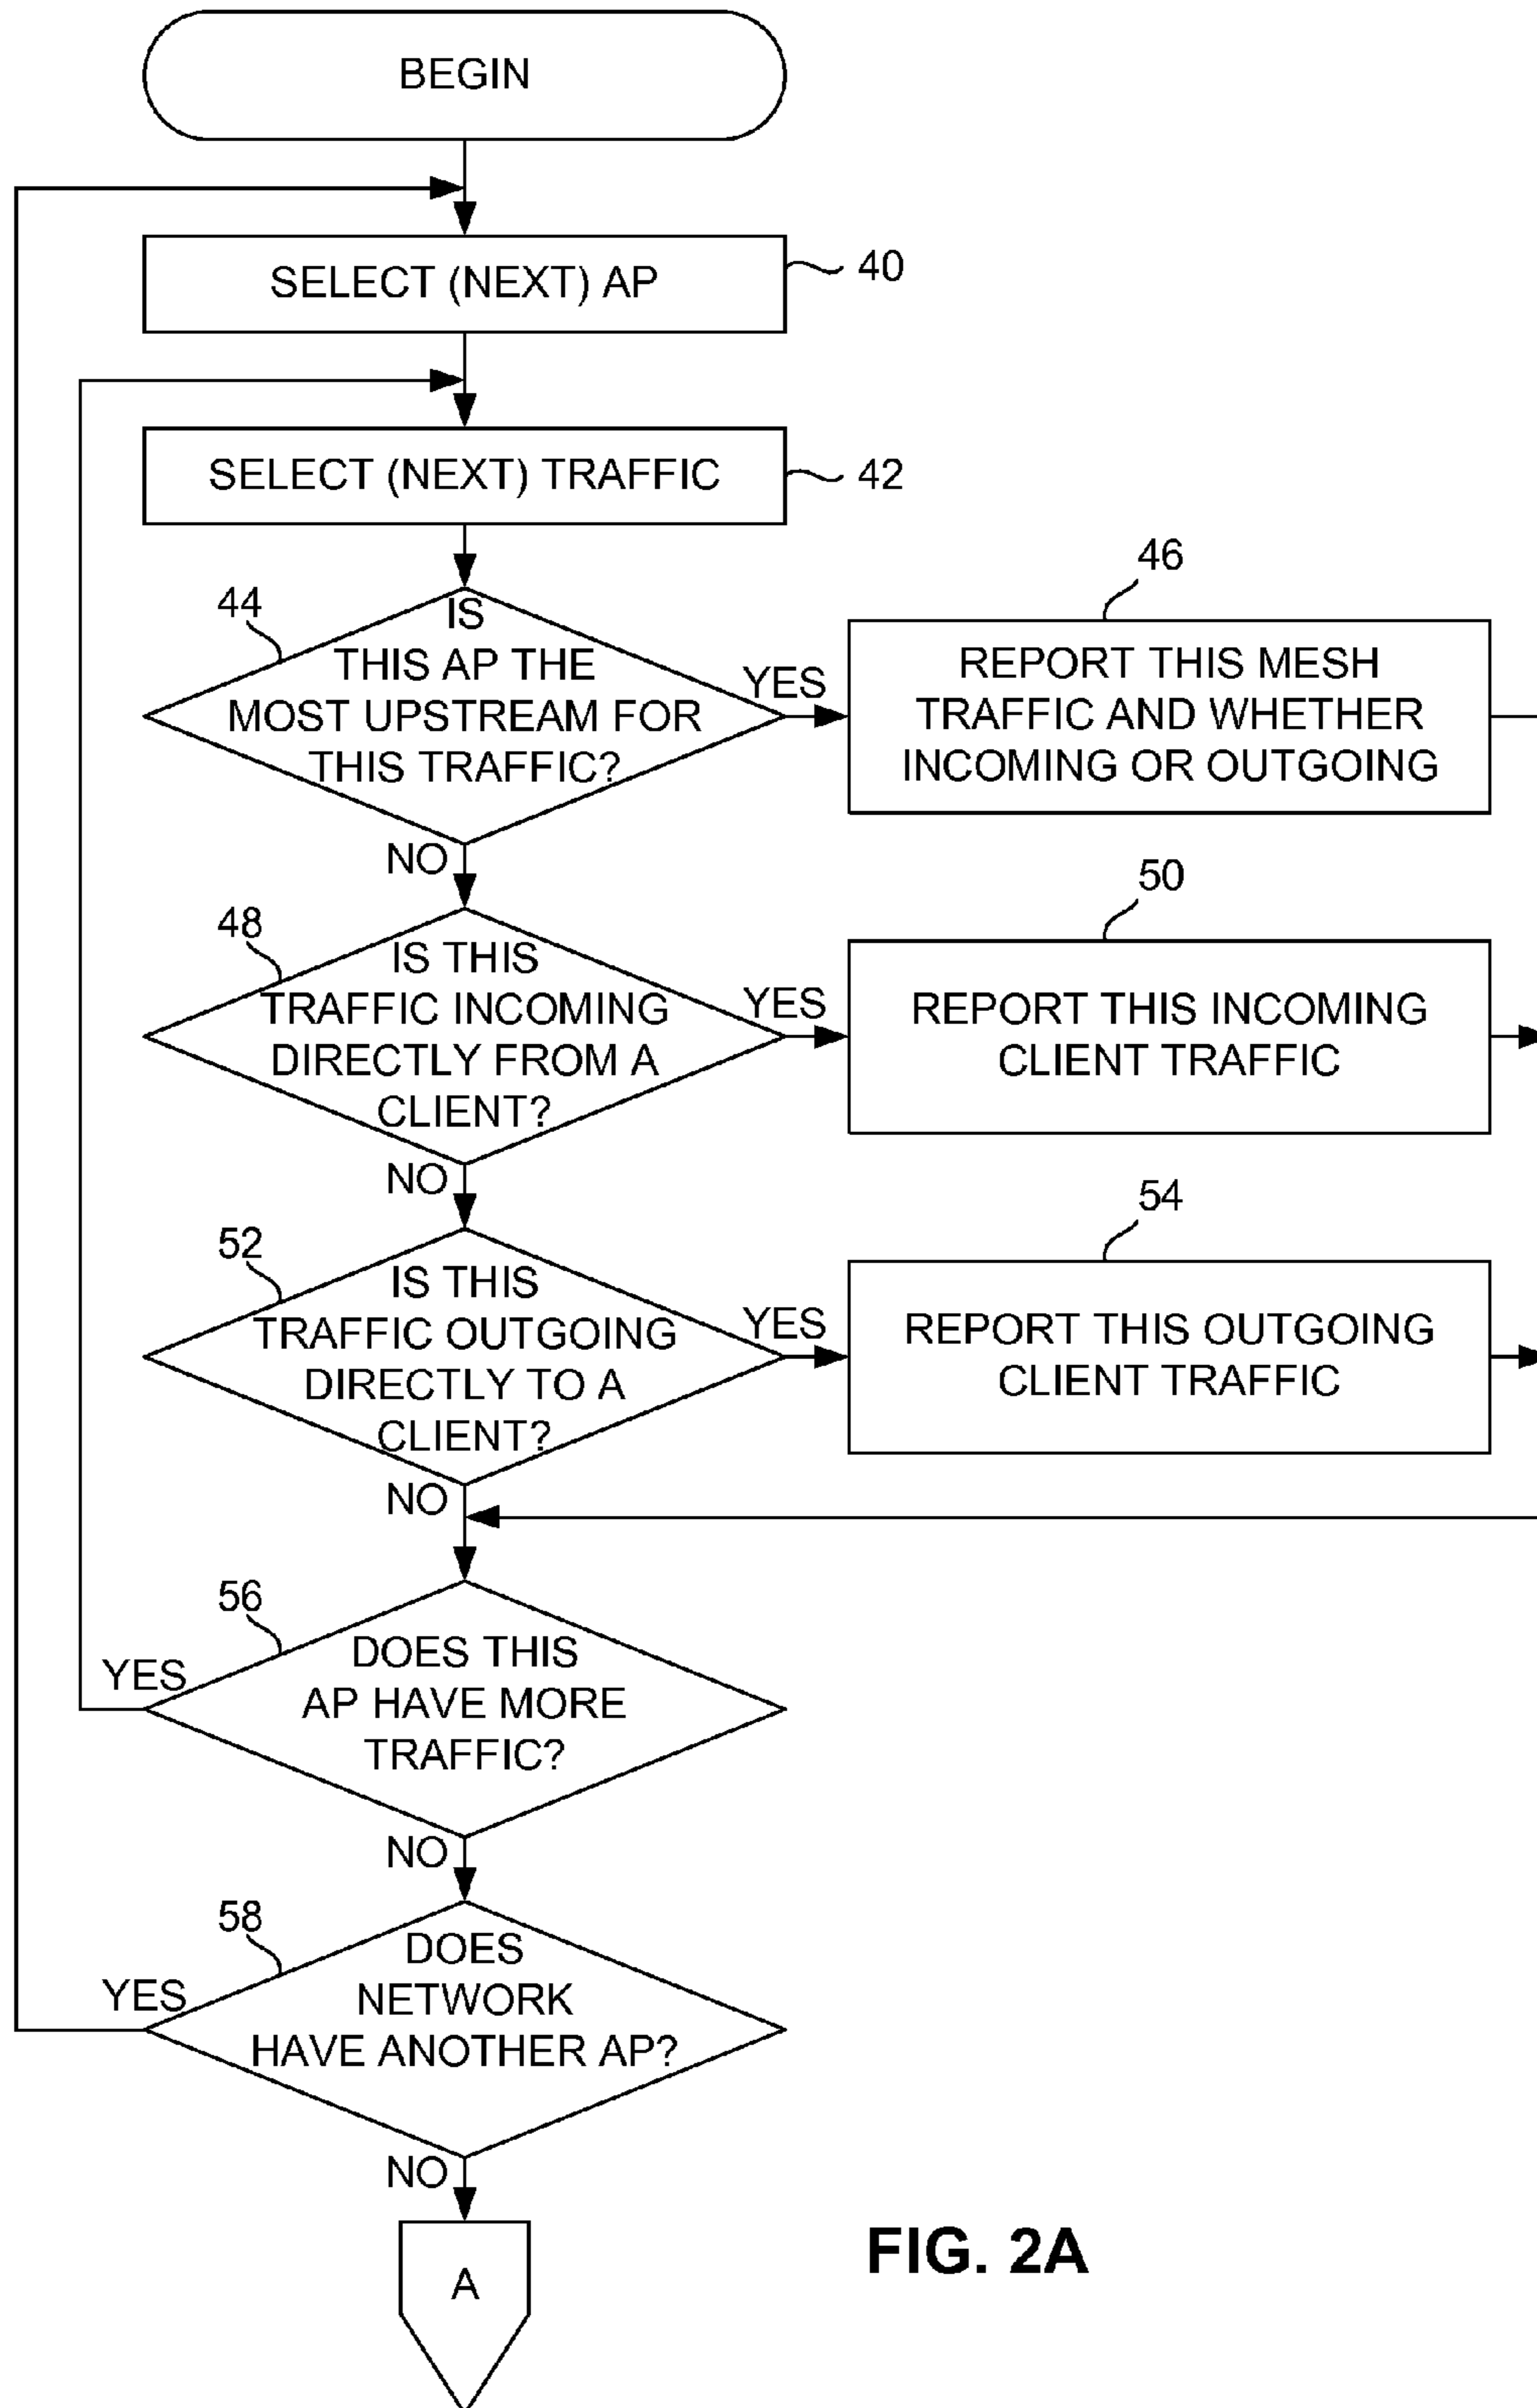 BEGIN
SELECT (NEXT) AP
40
SELECT (NEXT) TRAFFIC
42
44
IS
THIS AP THE
MOST UPSTREAM FOR
THIS TRAFFIC?
YES
NO
46
REPORT THIS MESH
TRAFFIC AND WHETHER
INCOMING OR OUTGOING
48
IS THIS
TRAFFIC INCOMING
DIRECTLY FROM A
CLIENT?
YES
NO
50
REPORT THIS INCOMING
CLIENT TRAFFIC
52
IS THIS
TRAFFIC OUTGOING
DIRECTLY TO A
CLIENT?
YES
NO
54
REPORT THIS OUTGOING
CLIENT TRAFFIC
56
DOES THIS
AP HAVE MORE
TRAFFIC?
YES
NO
58
DOES
NETWORK
HAVE ANOTHER AP?
YES
NO
A
FIG. 2A